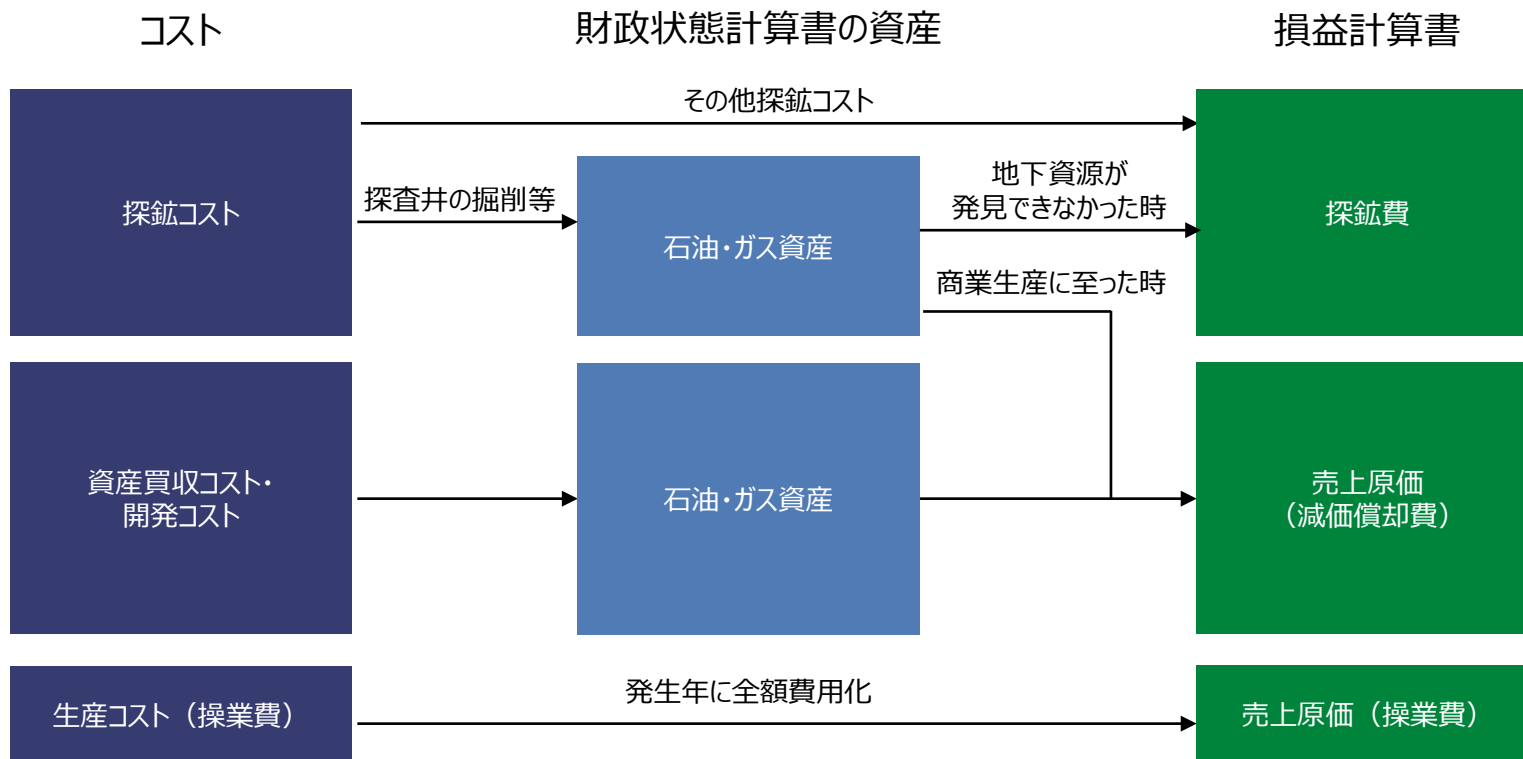 コスト
財政状態計算書の資産
損益計算書
その他探鉱コスト
探鉱コスト
探査井の掘削等
石油・ガス資産
地下資源が
発見できなかった時
探鉱費
商業生産に至った時
資産買収コスト・
開発コスト
石油・ガス資産
売上原価
（減価償却費）
生産コスト（操業費）
発生年に全額費用化
売上原価（操業費）